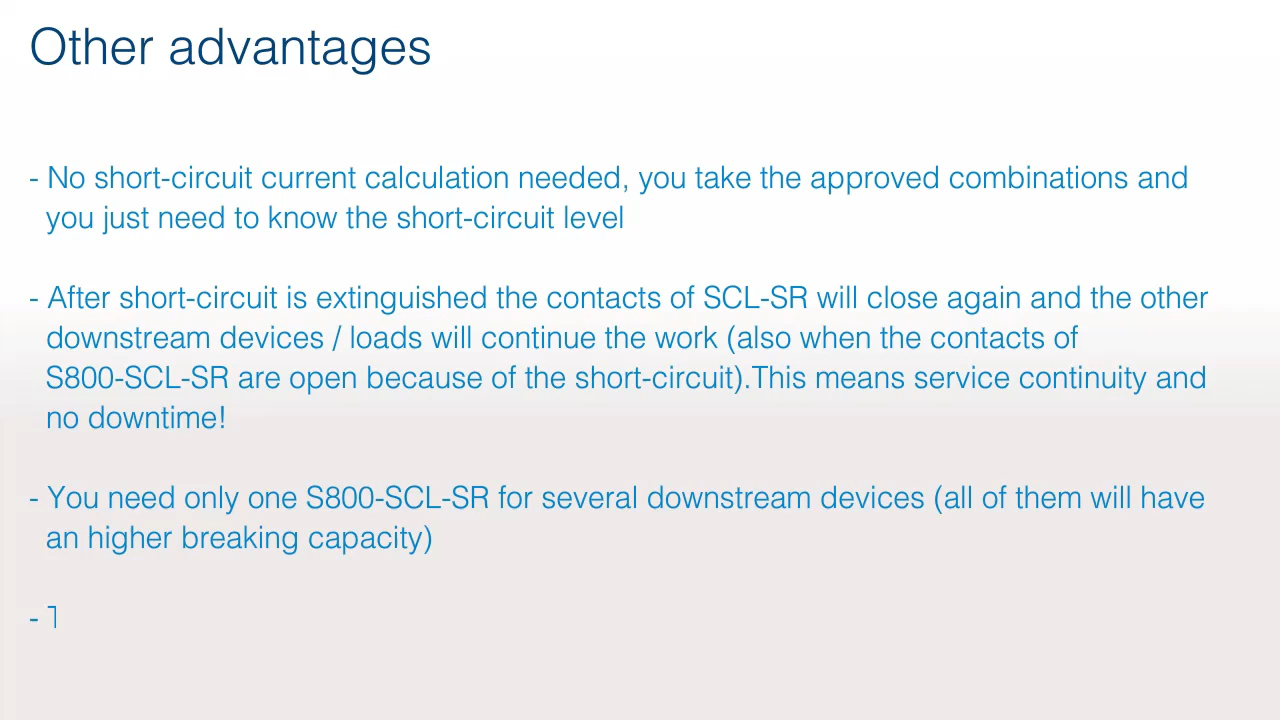 Other advantages
- No short-circuit current calculation needed, you take the approved combinations and
you just need to know the short-circuit level
- After short-circuit is extinguished the contacts of SCL-SR will close again and the other
downstream devices / loads will continue the work (also when the contacts of
S800-SCL-SR are open because of the short-circuit).This means service continuity and
no downtime!
- You need only one S800-SCL-SR for several downstream devices (all of them will have
an higher breaking capacity)
-